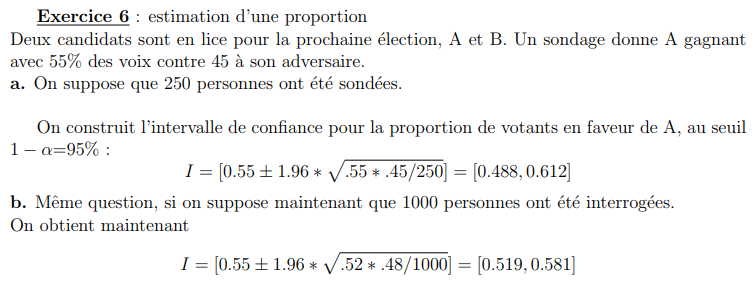 Exercice 6 : estimation d'une proportion
Deux candidats sont en lice pour la prochaine élection, A et B. Un sondage donne A gagnant
avec 55% des voix contre 45 à son adversaire.
a. On suppose que 250 personnes ont été sondées.
On construit l'intervalle de confiance pour la proportion de votants en faveur de A, au seuil
1 − α=95% :
I = [0.55 ± 1.96 ∗ √.55 ∗ .45/250] = [0.488, 0.612]
b. Même question, si on suppose maintenant que 1000 personnes ont été interrogées.
On obtient maintenant
I = [0.55 ± 1.96 ∗ √.52 ∗ .48/1000] = [0.519, 0.581]